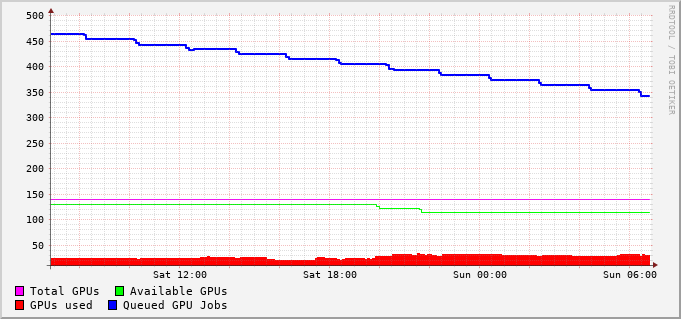 500
450
400
350
300
250
200
150
100
50
Sat 12:00 Sat 18:00 Sun 00:00 Sun 06:00
Total GPUs Available GPUs
GPUs used Queued GPU Jobs
RRDTOOL / TOBI OETIKER